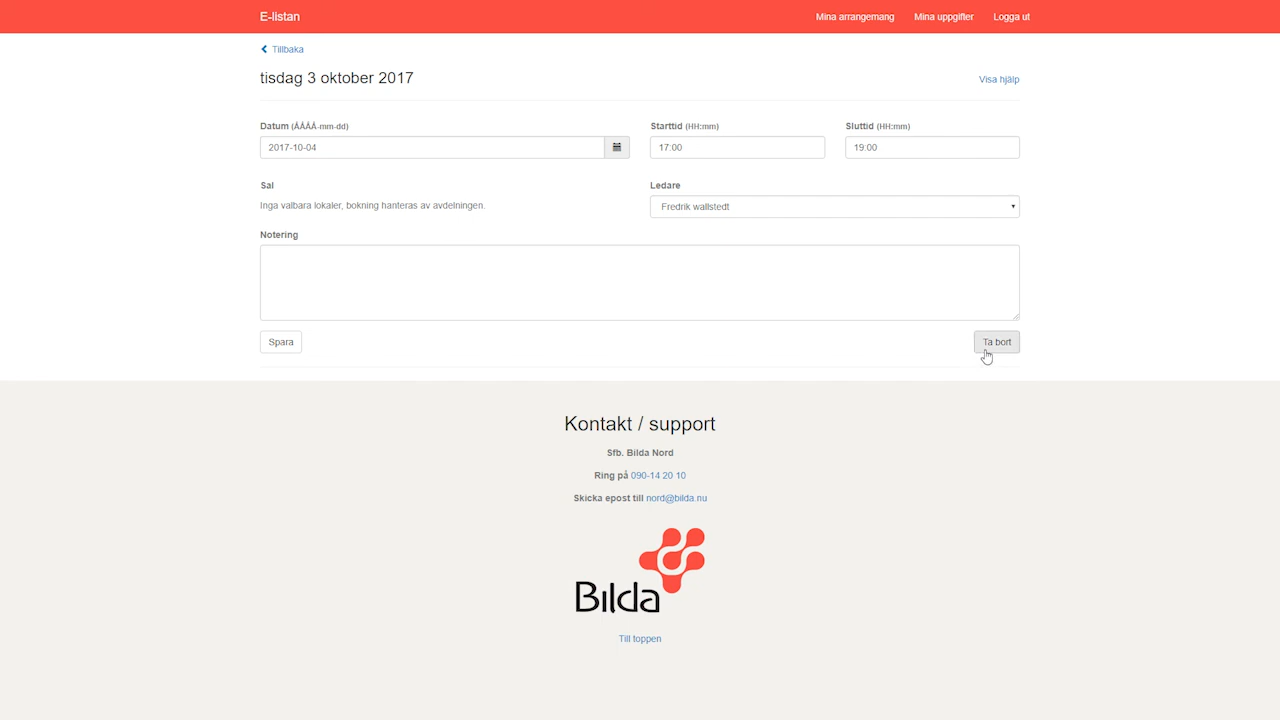 E-listan Mina arrangemang Mina uppgifter Logga ut
Tillbaka
tisdag 3 oktober 2017 Visa hjälp
Datum (ÅÅÅÅ-mm-dd) Starttid (HH:mm) Sluttid (HH:mm)
2017-10-04 17:00 19:00
Sal Ledare
Inga valbara lokaler, bokning hanteras av avdelningen. Fredrik wallstedt
Notering
Spara Ta bort
Kontakt / support
Sfb. Bilda Nord
Ring på 090-14 20 10
Skicka epost till nord@bilda.nu
Bilda
Till toppen